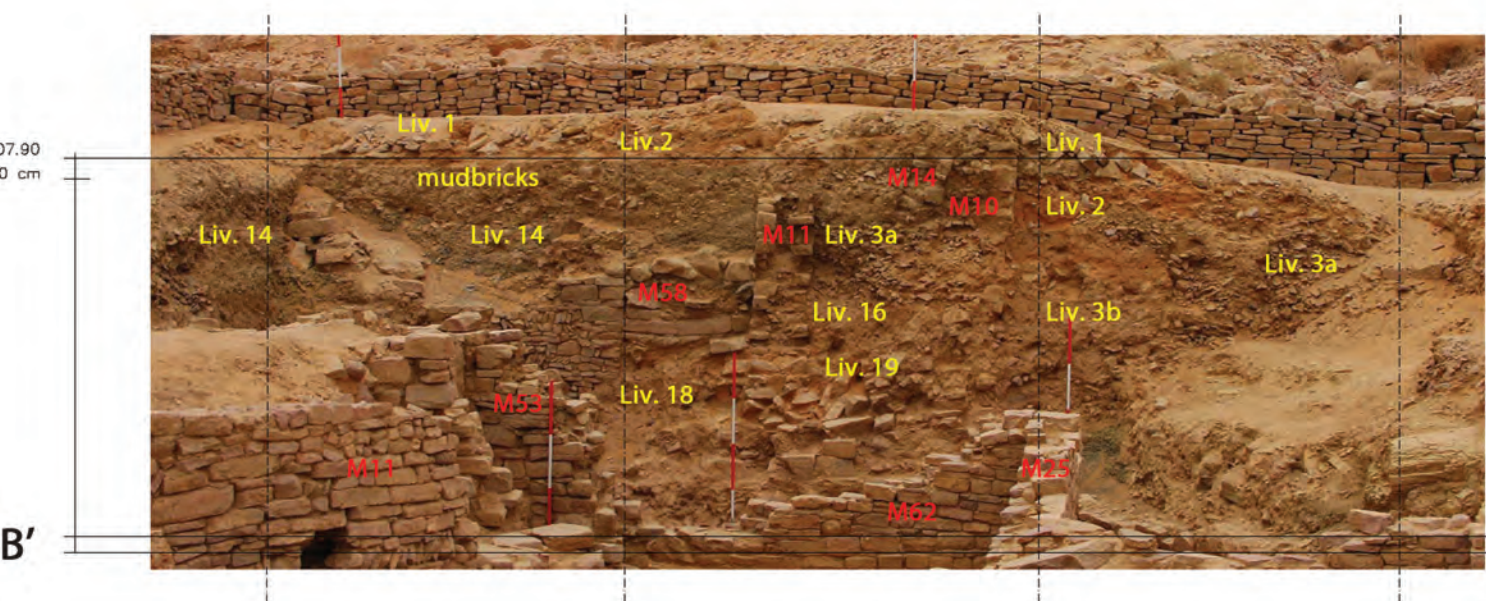 Liv. 1
07.90
Liv.2
Liv. 1
0 cm
mudbricks
M14
M10
Liv. 2
Liv. 14
Liv. 14
M11
Liv. 3a
Liv. 3a
M58
Liv. 16
Liv. 3b
Liv. 19
Liv. 18
M53
M11
M25
M62
B’